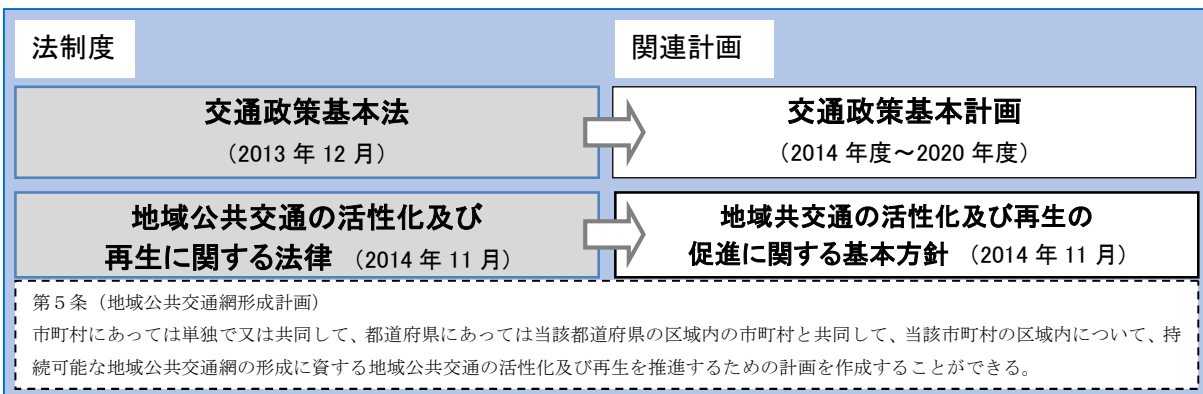 法制度
関連計画
交通政策基本法
（2013 年 12 月）
交通政策基本計画
（2014 年度～2020 年度）
地域公共交通の活性化及び
再生に関する法律 （2014 年 11 月）
地域共交通の活性化及び再生の
促進に関する基本方針 （2014 年 11 月）
第５条（地域公共交通網形成計画）
市町村にあっては単独で又は共同して、都道府県にあっては当該都道府県の区域内の市町村と共同して、当該市町村の区域内について、持
続可能な地域公共交通網の形成に資する地域公共交通の活性化及び再生を推進するための計画を作成することができる。